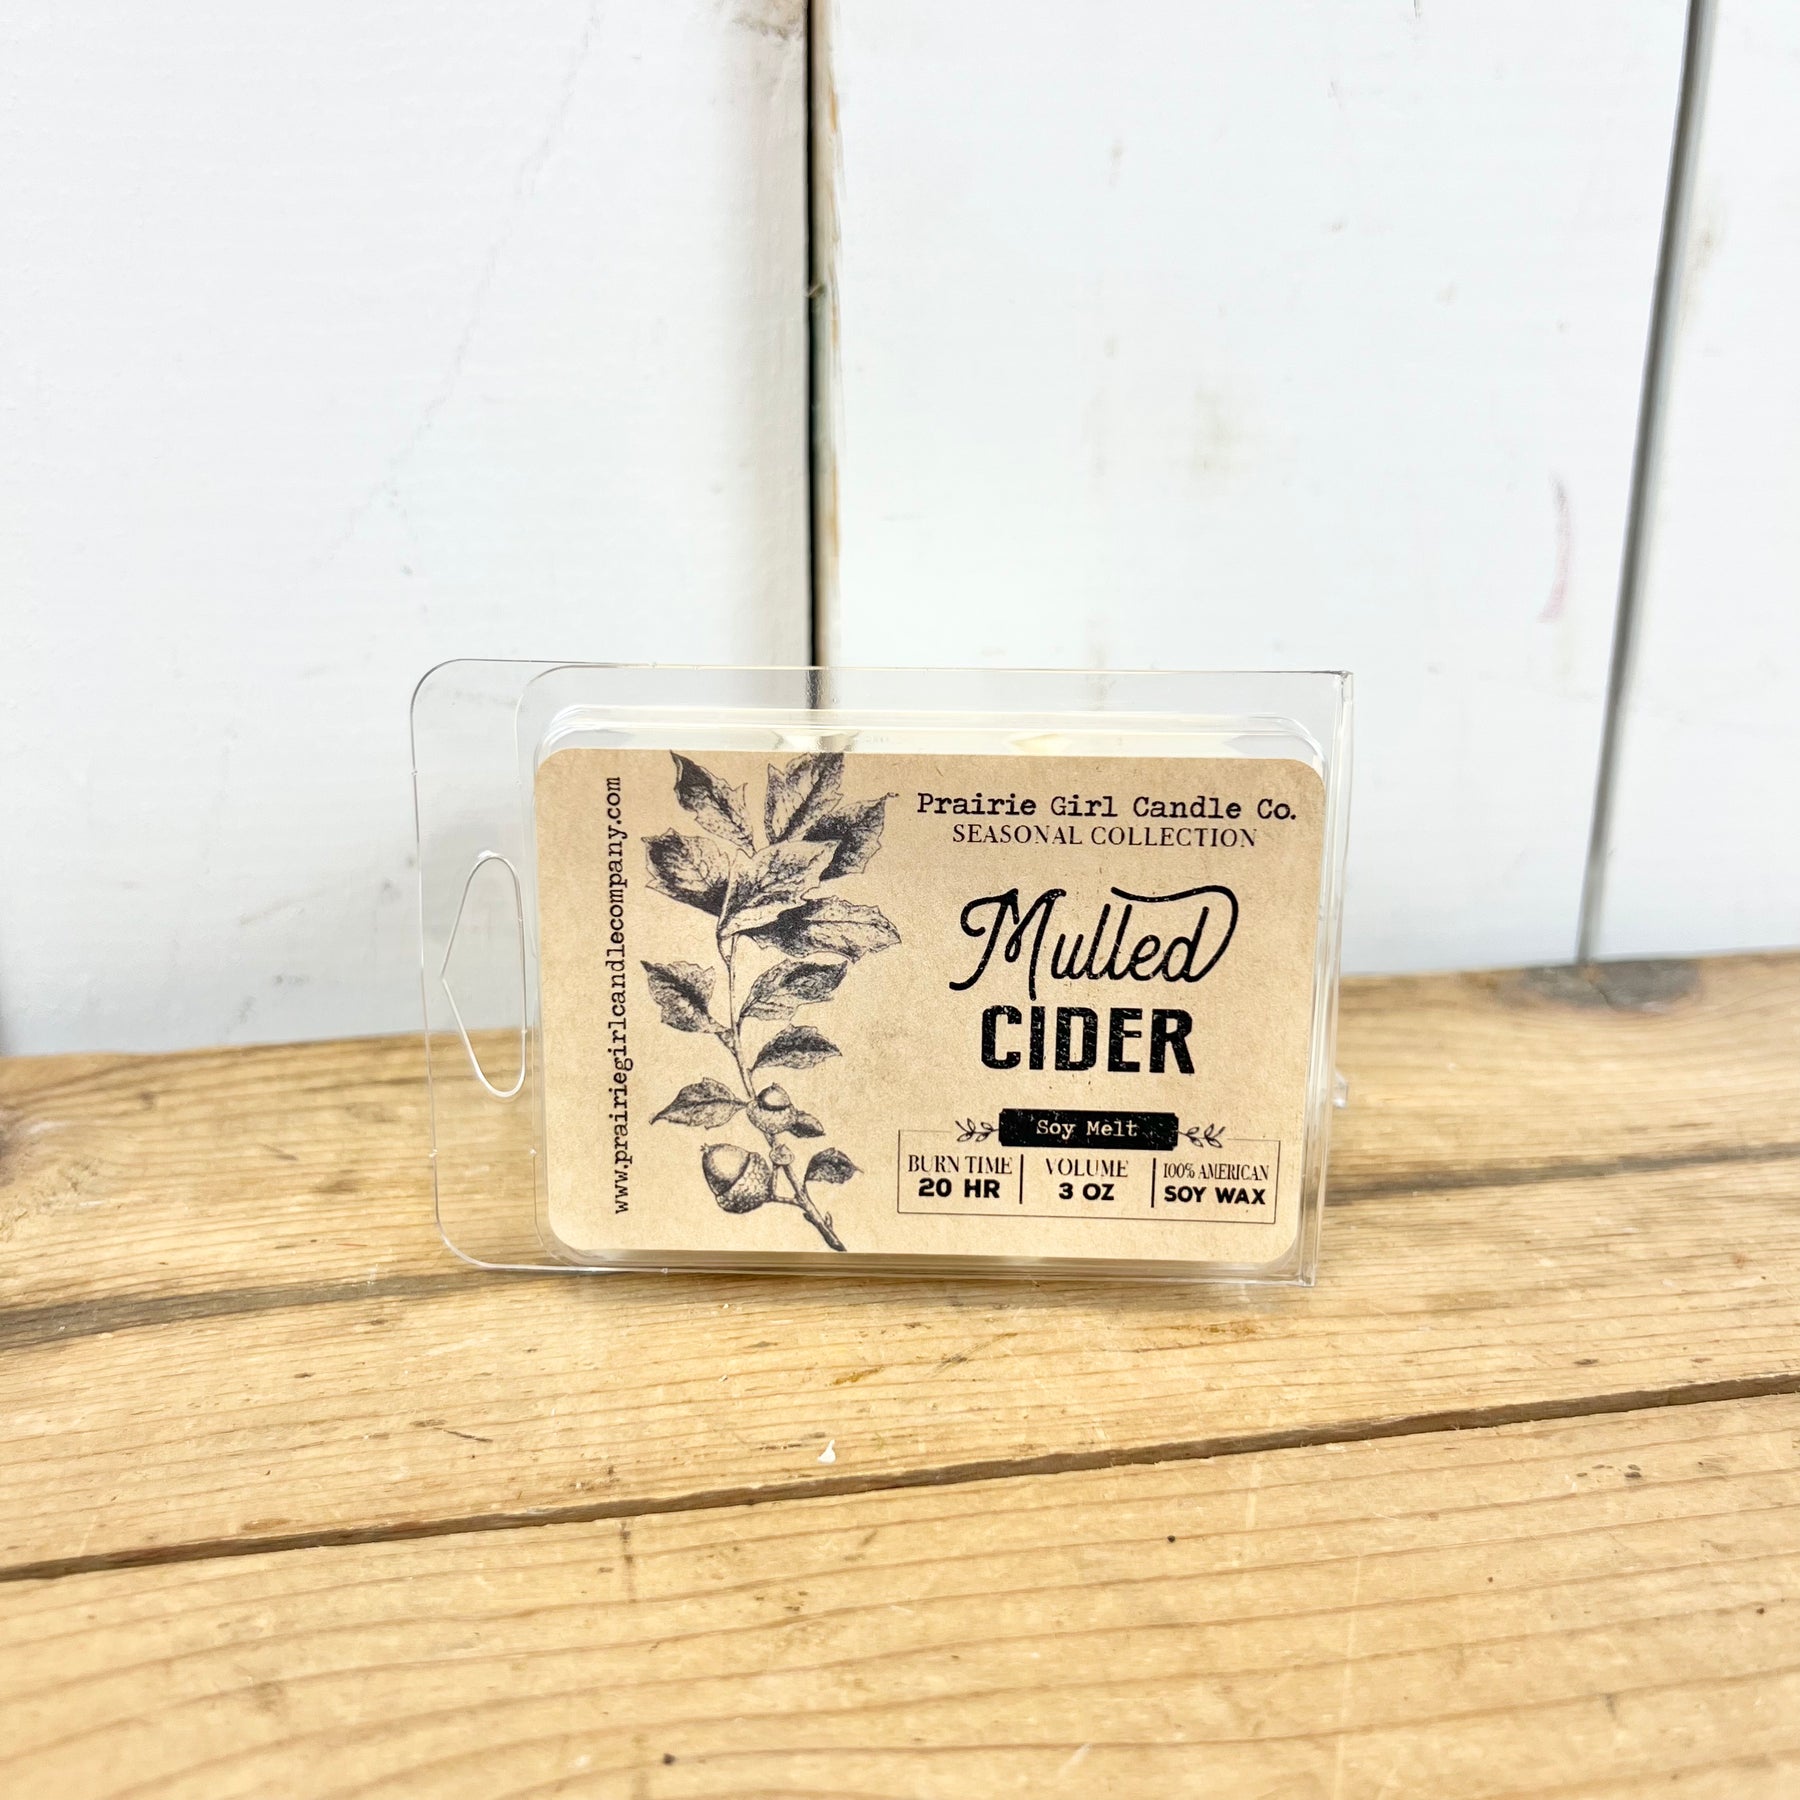 www.prairiegirlcandlecompany.com
Prairie Girl Candle Co.
SEASONAL COLLECTION
Mulled
CIDER
Soy Melt
BURN TIME
20 HR
VOLUME
3 OZ
100% AMERICAN
SOY WAX